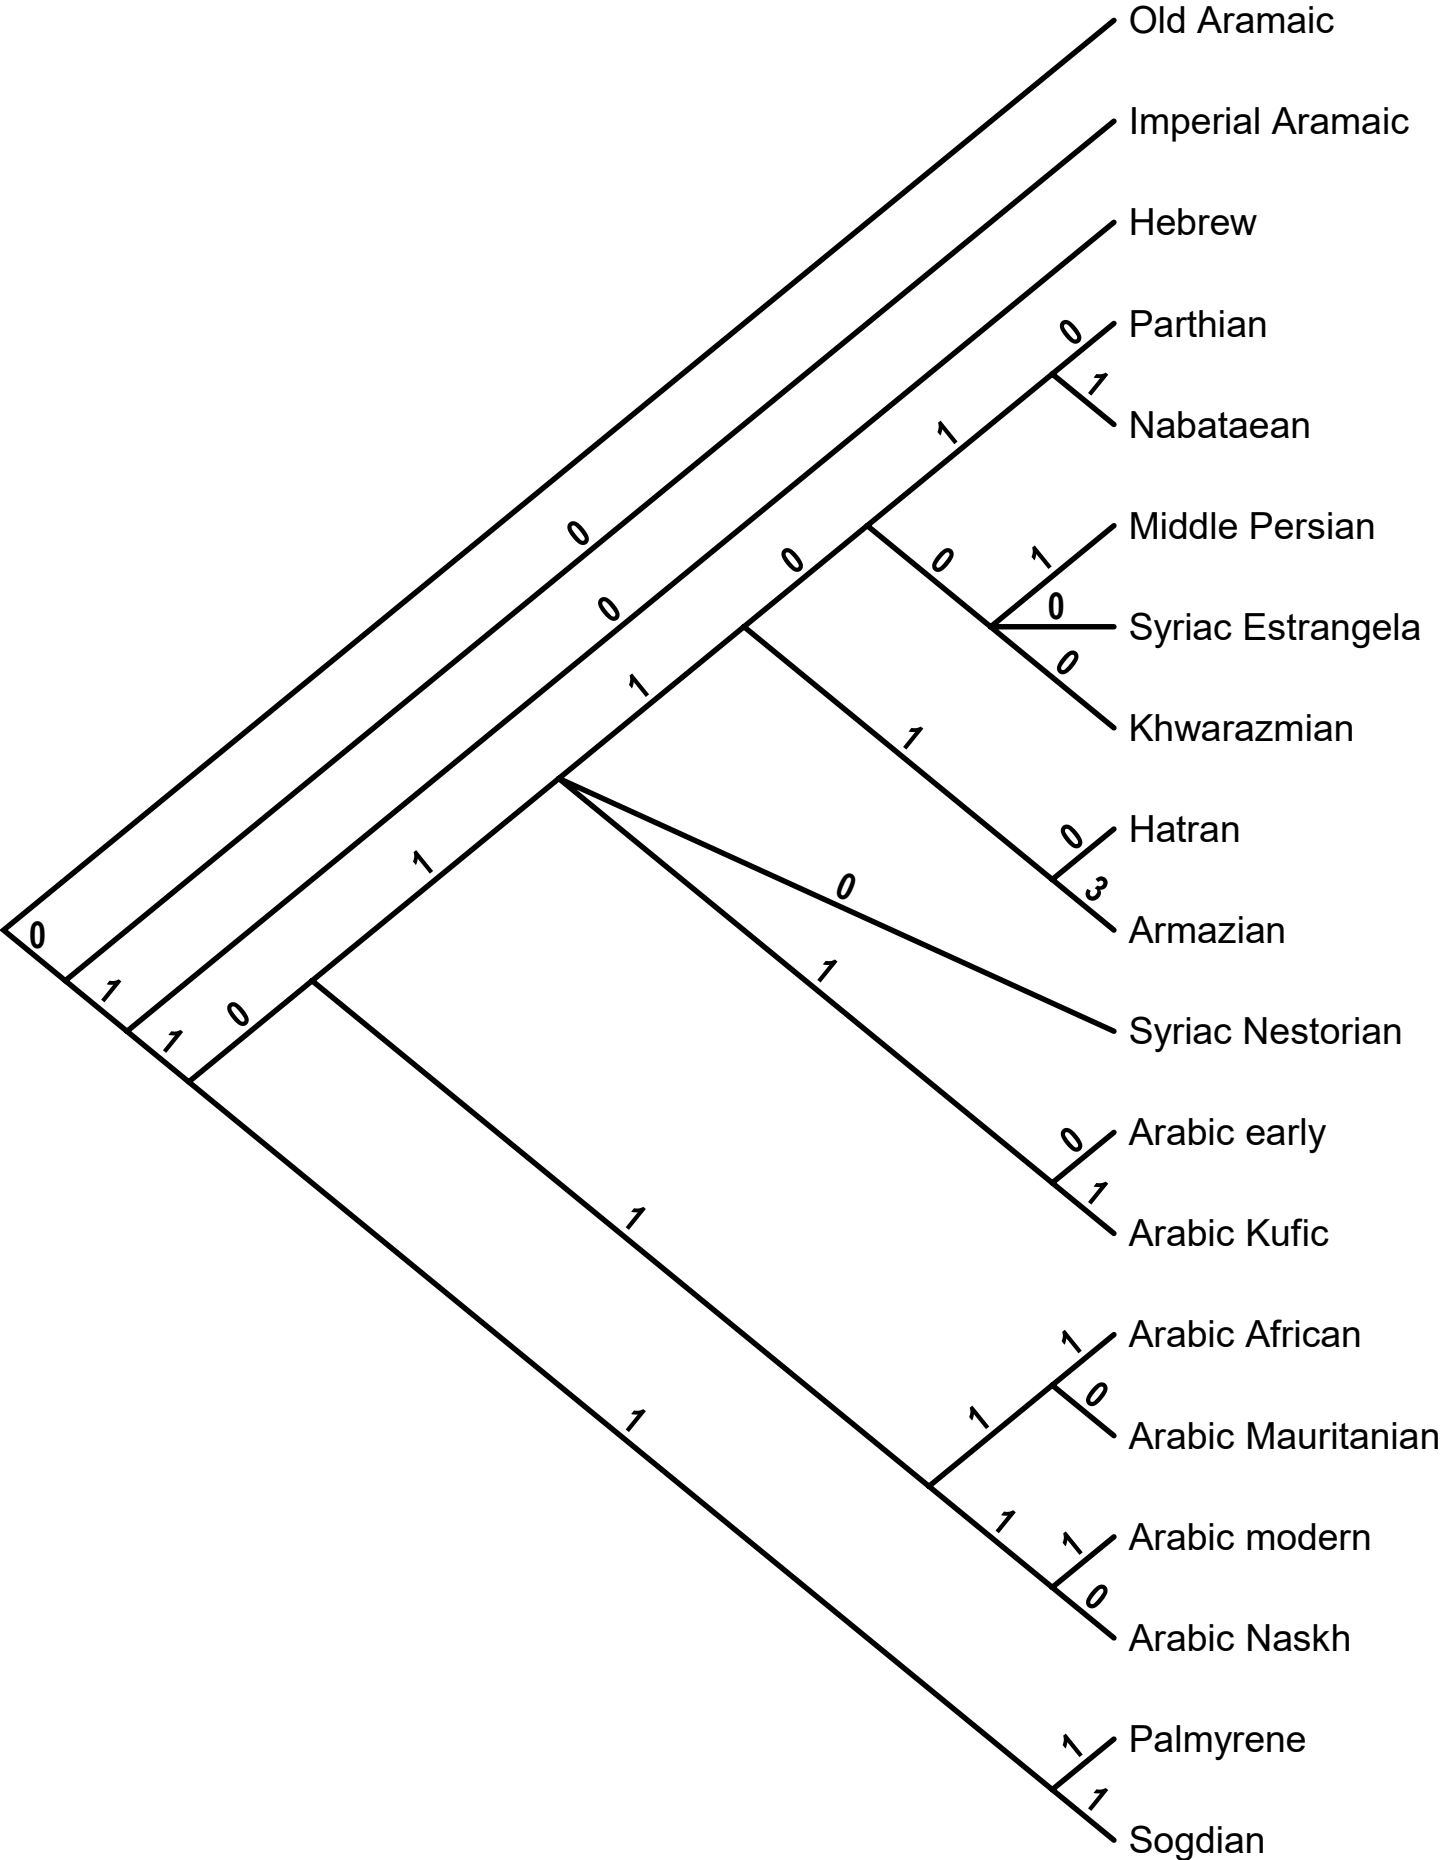 Old Aramaic
Imperial Aramaic
Hebrew
0
Parthian
1
Nabataean
1
0
Middle Persian
1
0
0
0
Syriac Estrangela
0
0
Khwarazmian
1
1
0
Hatran
1
0
3
Armazian
0
1
1
Syriac Nestorian
1
0
0
Arabic early
1
1
Arabic Kufic
1
1
Arabic African
0
1
Arabic Mauritanian
1
1
1
Arabic modern
0
Arabic Naskh
1
Palmyrene
1
Sogdian